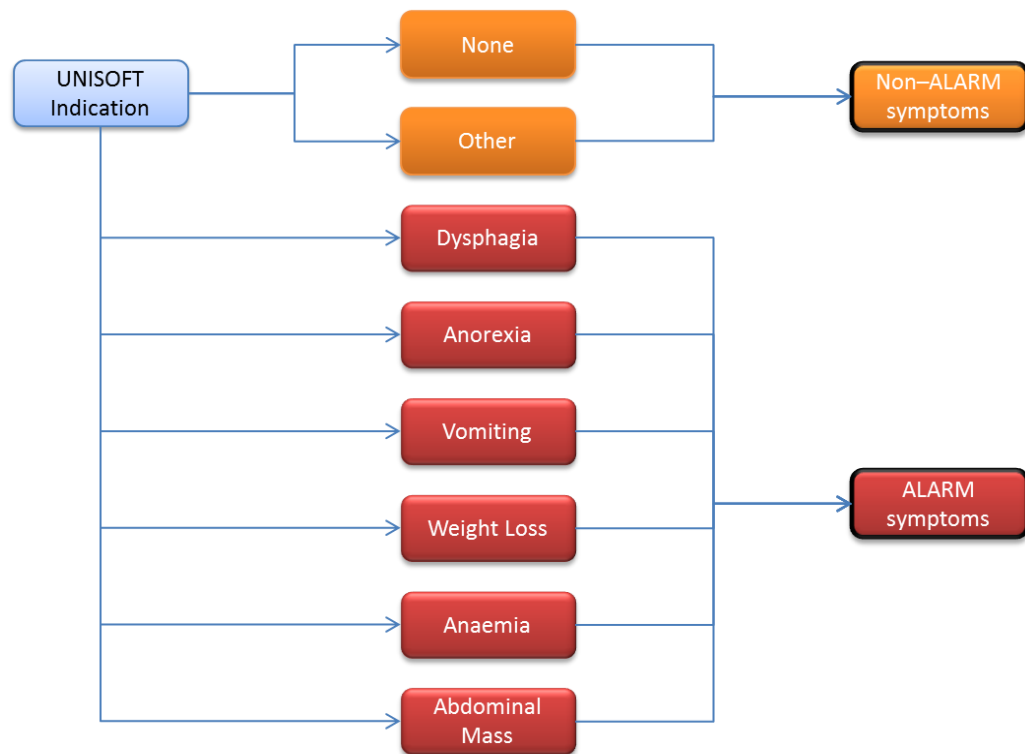 UNISOFT
Indication
None
Other
Non–ALARM
symptoms
Dysphagia
Anorexia
Vomiting
Weight Loss
Anaemia
Abdominal
Mass
ALARM
symptoms